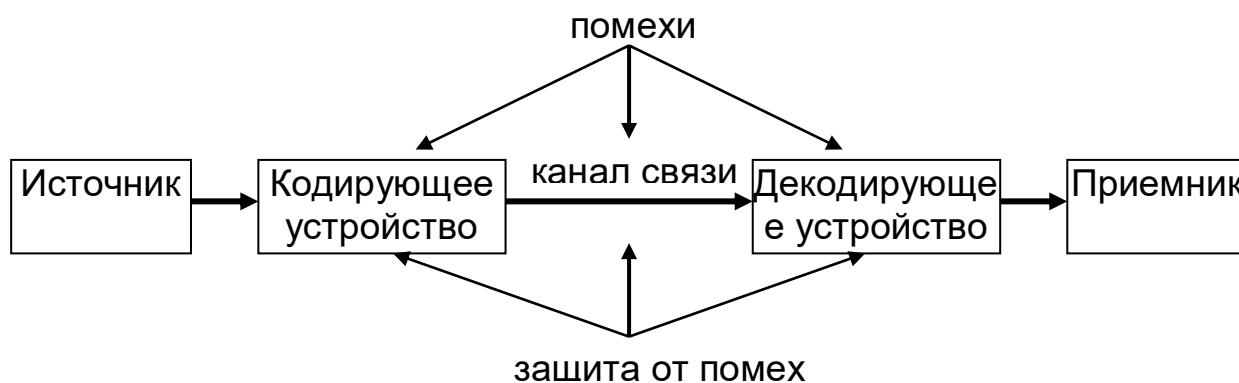 помехи
Источник
Кодирующее
устройство
канал связи
Декодирующе
е устройство
Приемник
защита от помех